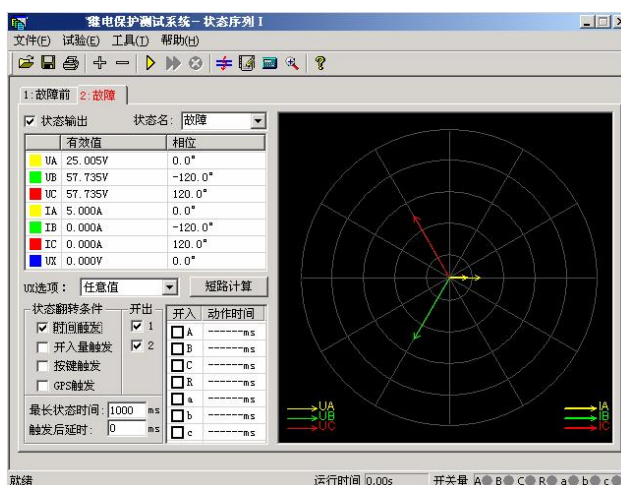 继电保护测试系统－状态序列 I
文件(F) 试验(E) 工具(T) 帮助(H)
1:故障前 2:故障
状态输出 状态名: 故障
有效值 相位
UA 25.005V 0.0°
UB 57.735V -120.0°
UC 57.735V 120.0°
IA 5.000A 0.0°
IB 0.000A -120.0°
IC 0.000A 120.0°
UX 0.000V 0.0°
UX选项: 任意值 短路计算
状态翻转条件 开出 开入 动作时间
时间触发 1 A ------ms
开入量触发 2 B ------ms
按键触发 C ------ms
GPS触发 R ------ms
a ------ms
最长状态时间: 1000 ms b ------ms
触发后延时: 0 ms c ------ms
UA IA
UB IB
UC IC
就绪 运行时间 0.00s 开关量 A B C R a b c